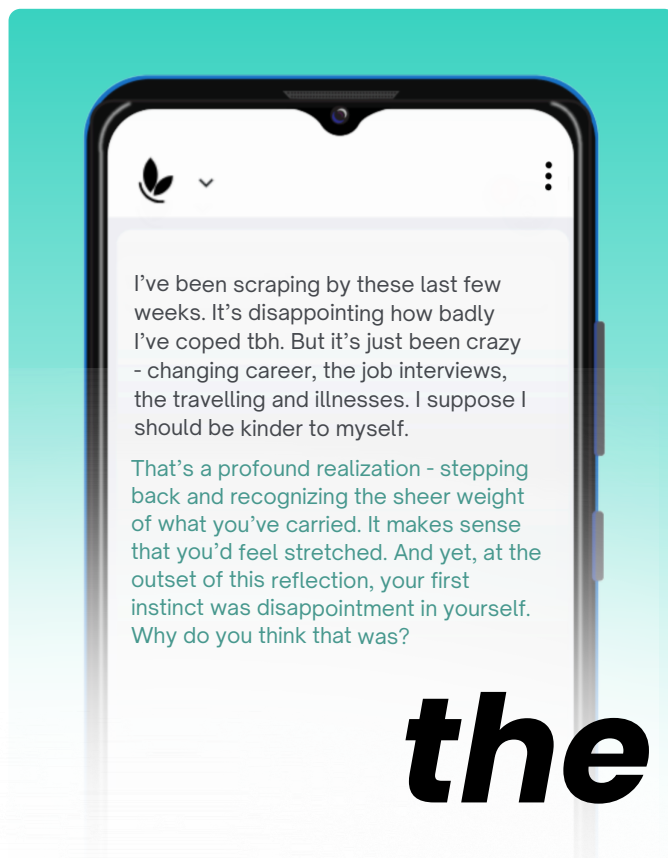 I've been scraping by these last few
weeks. It's disappointing how badly
I've coped tbh. But it's just been crazy
- changing career, the job interviews,
the travelling and illnesses. I suppose I
should be kinder to myself.
That's a profound realization - stepping
back and recognizing the sheer weight
of what you've carried. It makes sense
that you'd feel stretched. And yet, at the
outset of this reflection, your first
instinct was disappointment in yourself.
Why do you think that was?
the